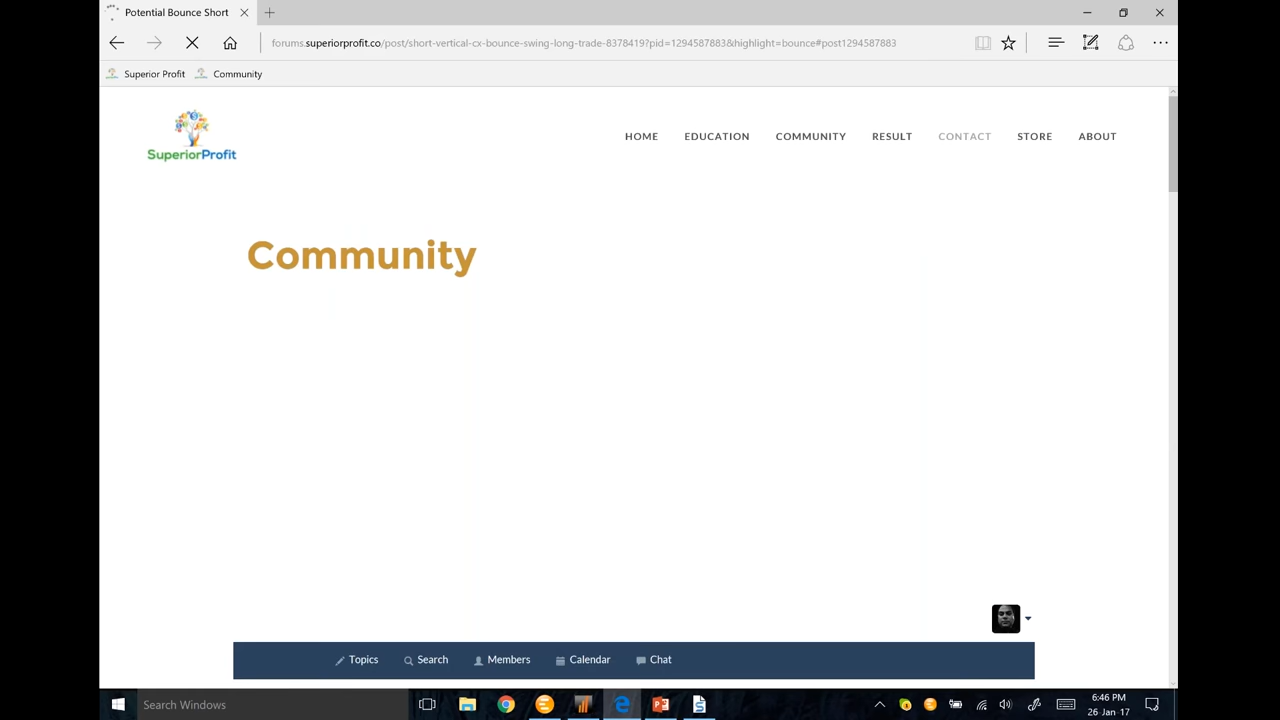 Potential Bounce Short
forums.superiorprofit.co/post/short-vertical-cx-bounce-swing-long-trade-8378419?pid=1294587883&highlight=bounce#post1294587883
Superior Profit Community
SuperiorProfit
HOME EDUCATION COMMUNITY RESULT CONTACT STORE ABOUT
Community
Topics Search Members Calendar Chat
Search Windows
6:46 PM
26 Jan 17